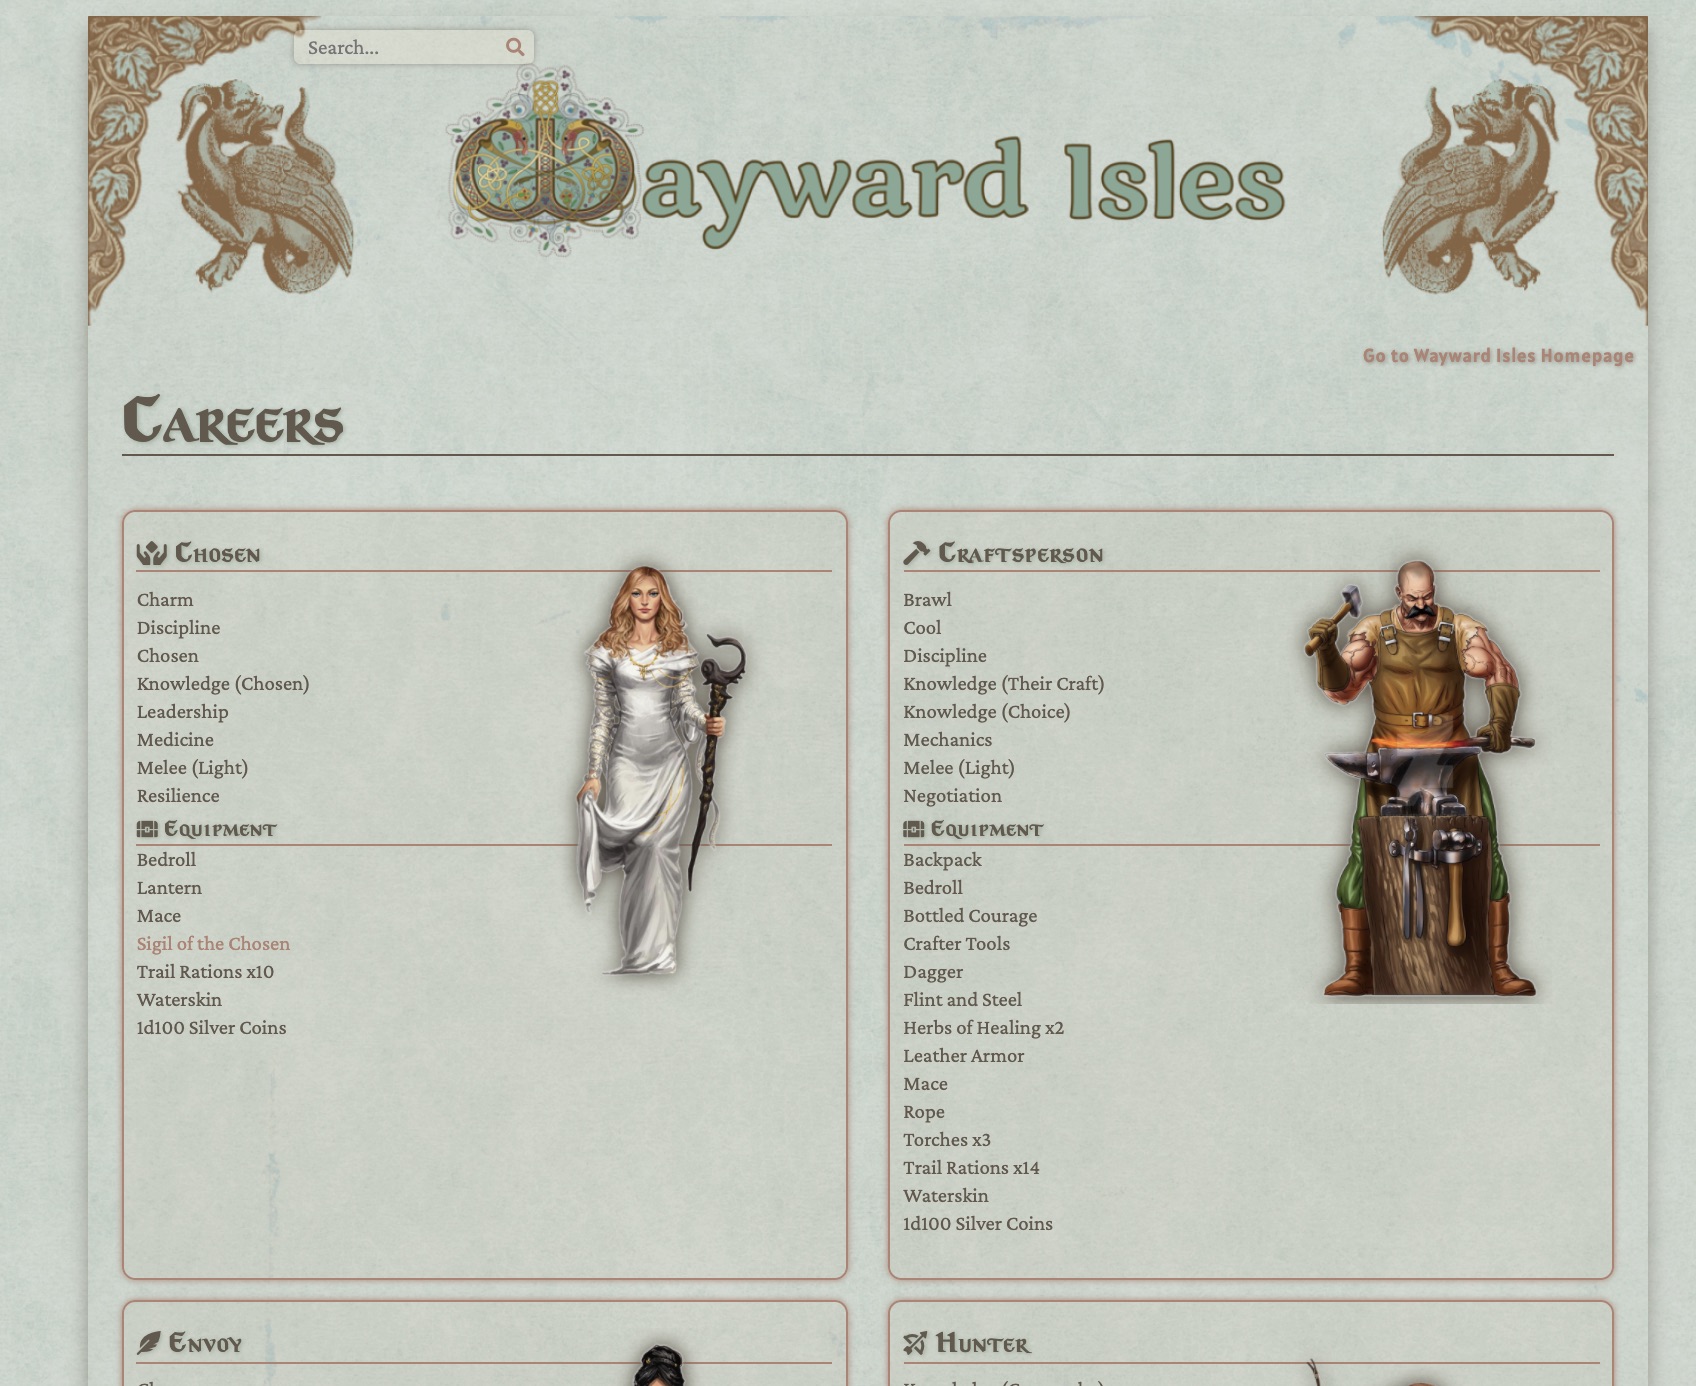 Search...
Wayward Isles
Go to Wayward Isles Homepage
Careers
Chosen
Charm
Discipline
Chosen
Knowledge (Chosen)
Leadership
Medicine
Melee (Light)
Resilience
Equipment
Bedroll
Lantern
Mace
Sigil of the Chosen
Trail Rations x10
Waterskin
1d100 Silver Coins
Craftsperson
Brawl
Cool
Discipline
Knowledge (Their Craft)
Knowledge (Choice)
Mechanics
Melee (Light)
Negotiation
Equipment
Backpack
Bedroll
Bottled Courage
Crafter Tools
Dagger
Flint and Steel
Herbs of Healing x2
Leather Armor
Mace
Rope
Torches x3
Trail Rations x14
Waterskin
1d100 Silver Coins
Envoy
Hunter